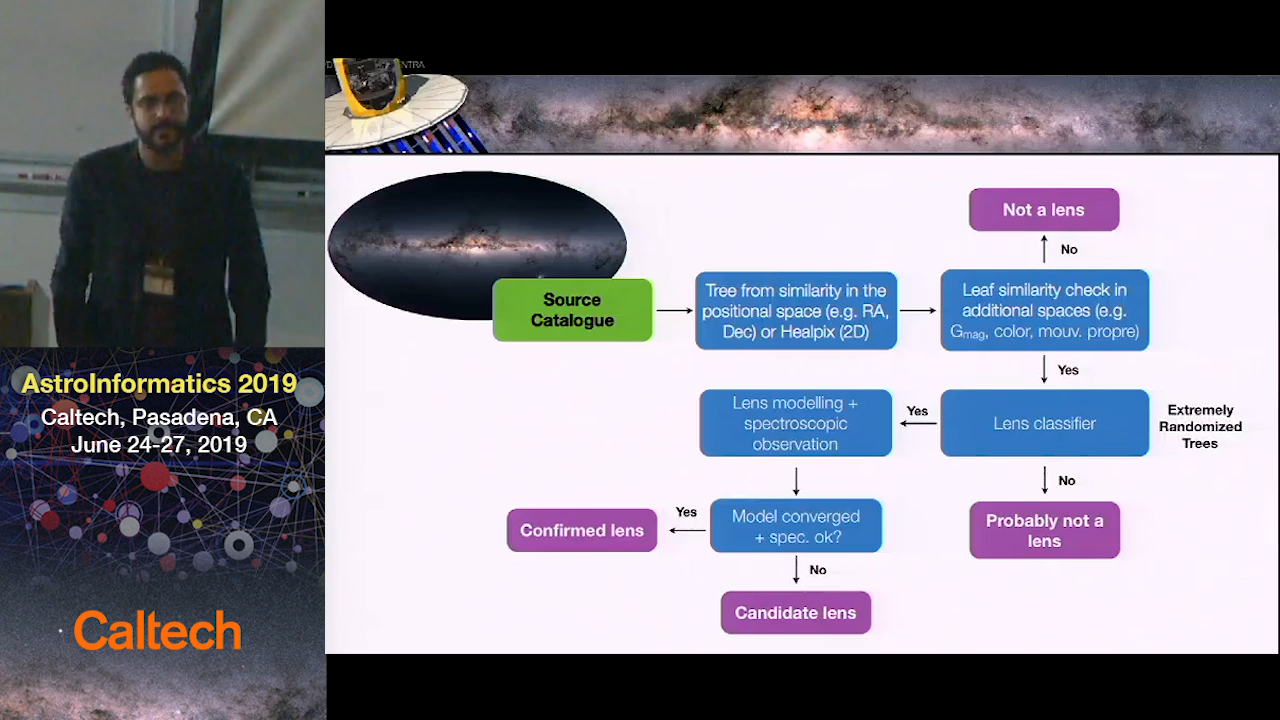 AstroInformatics 2019
Caltech, Pasadena, CA
June 24-27, 2019
Caltech
Source
Catalogue
Tree from similarity in the
positional space (e.g. RA,
Dec) or Healpix (2D)
Leaf similarity check in
additional spaces (e.g.
Gmag, color, mouv. propre)
No
Not a lens
Yes
Lens classifier
Extremely
Randomized
Trees
No
Probably not a
lens
Yes
Lens modelling +
spectroscopic
observation
Model converged
+ spec. ok?
Yes
Confirmed lens
No
Candidate lens